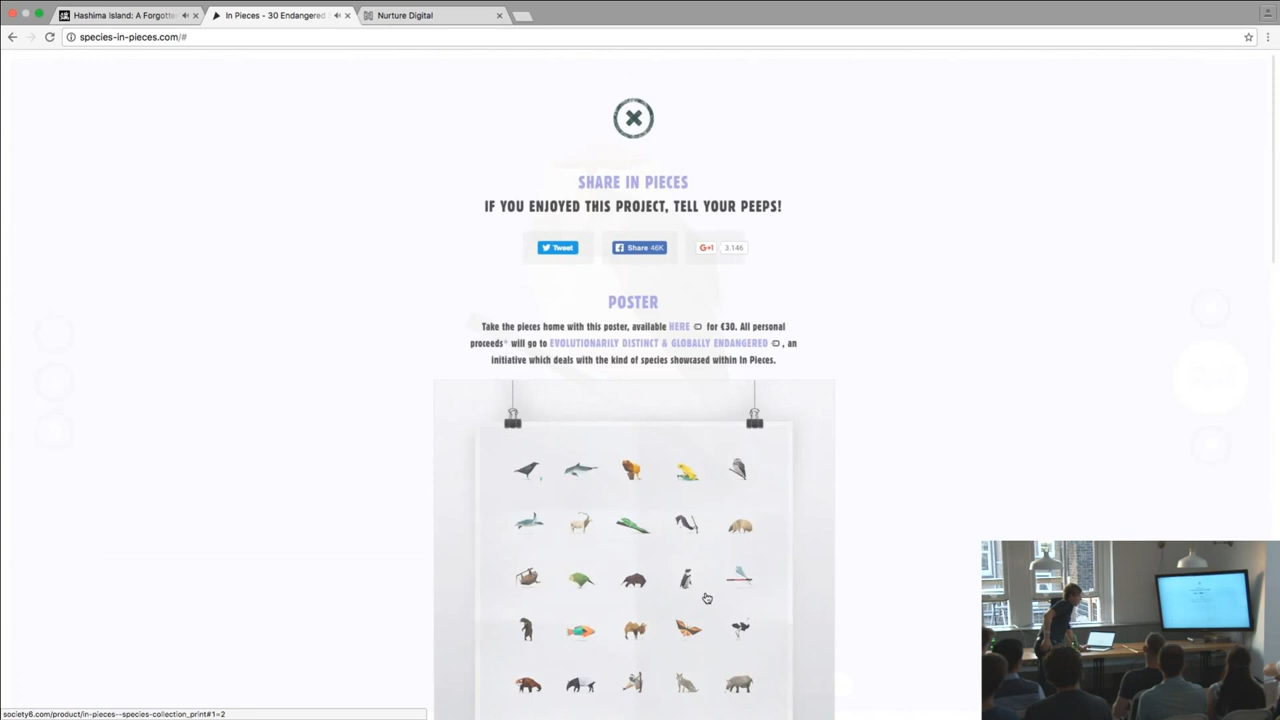 Hashima Island: A Forgotte
In Pieces - 30 Endangered
Nurture Digital
species-in-pieces.com/#
SHARE IN PIECES
IF YOU ENJOYED THIS PROJECT, TELL YOUR PEEPS!
Tweet
Share 46K
G+1 3,146
POSTER
Take the pieces home with this poster, available HERE for €30. All personal
proceeds* will go to EVOLUTIONARILY DISTINCT & GLOBALLY ENDANGERED , an
initiative which deals with the kind of species showcased within In Pieces.
society6.com/product/in-pieces--species-collection_print#1=2